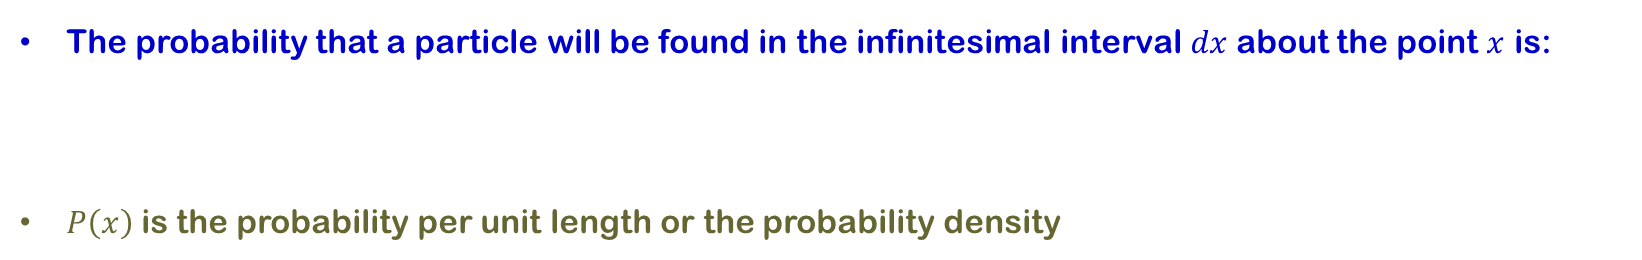 • The probability that a particle will be found in the infinitesimal interval 𝑑𝑥 about the point 𝑥 is:
• 𝑃(𝑥) is the probability per unit length or the probability density